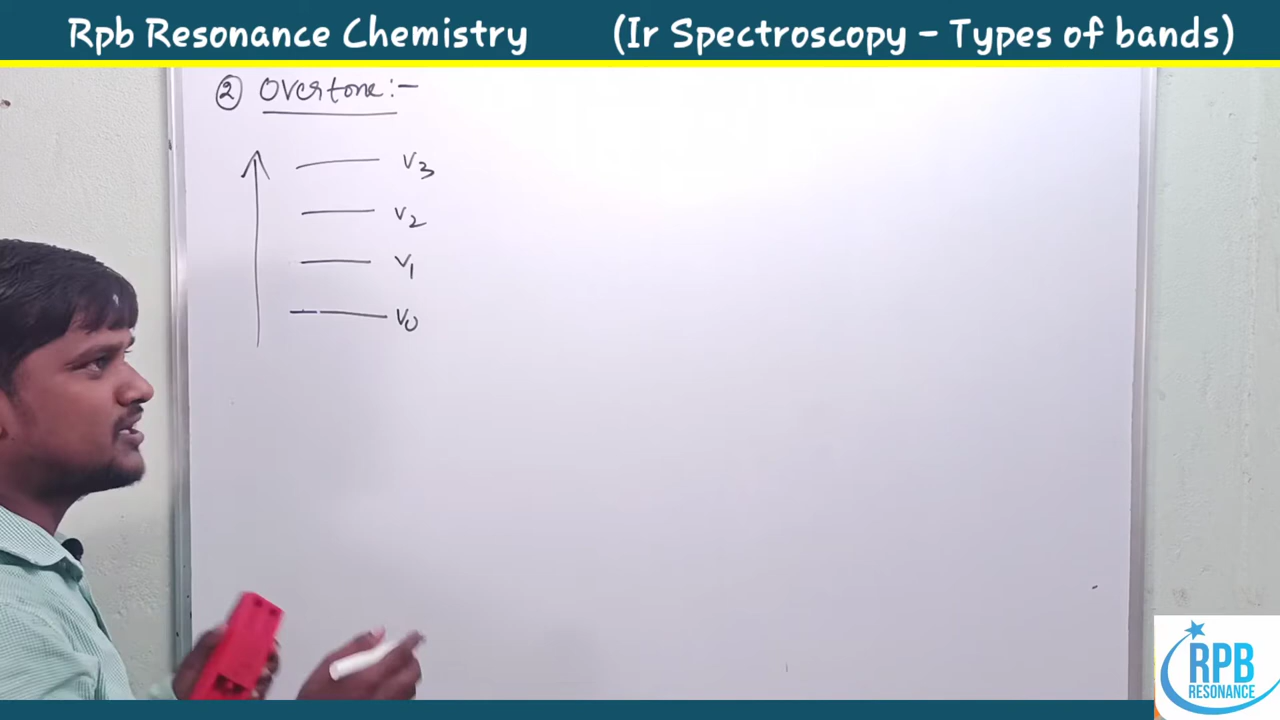 Rpb Resonance Chemistry (Ir Spectroscopy - Types of bands)
② Overtone:-
V3
V2
V1
V0
RPB
RESONANCE